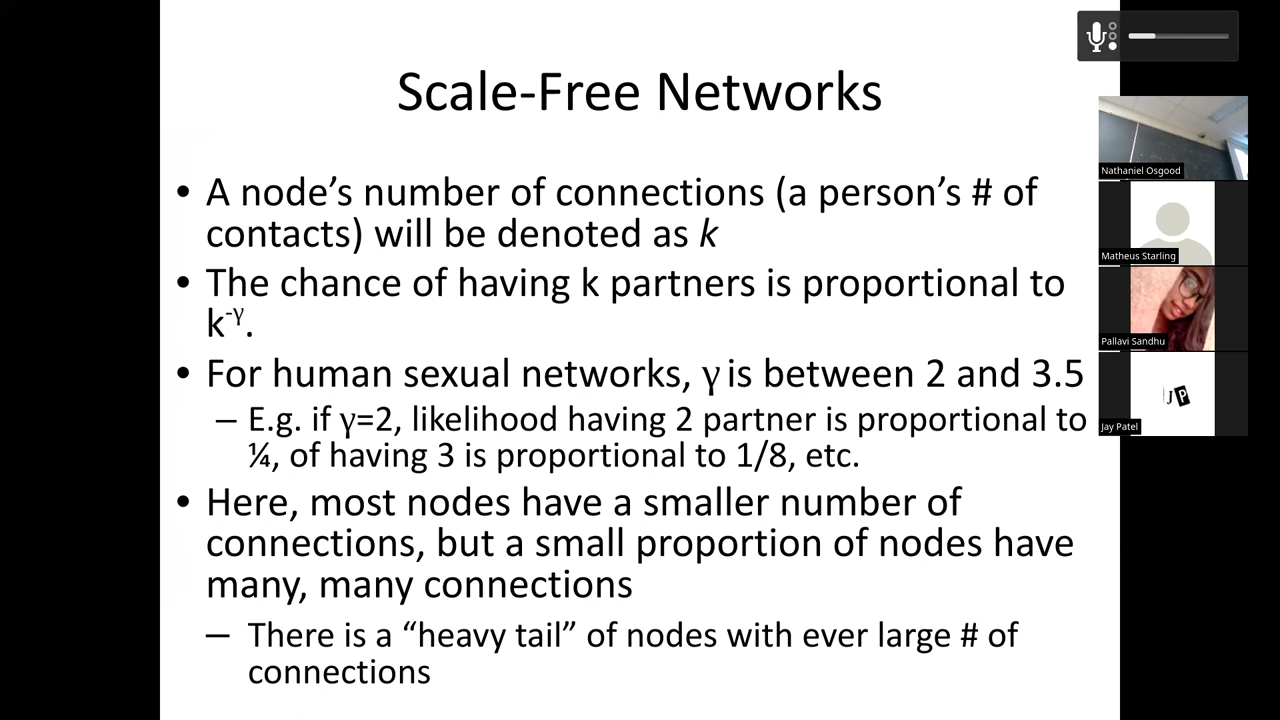 Scale-Free Networks
• A node’s number of connections (a person’s # of
contacts) will be denoted as k
• The chance of having k partners is proportional to
k-γ.
• For human sexual networks, γ is between 2 and 3.5
– E.g. if γ=2, likelihood having 2 partner is proportional to
¼, of having 3 is proportional to 1/8, etc.
• Here, most nodes have a smaller number of
connections, but a small proportion of nodes have
many, many connections
– There is a “heavy tail” of nodes with ever large # of
connections
Nathaniel Osgood
Matheus Starling
Pallavi Sandhu
JP
Jay Patel